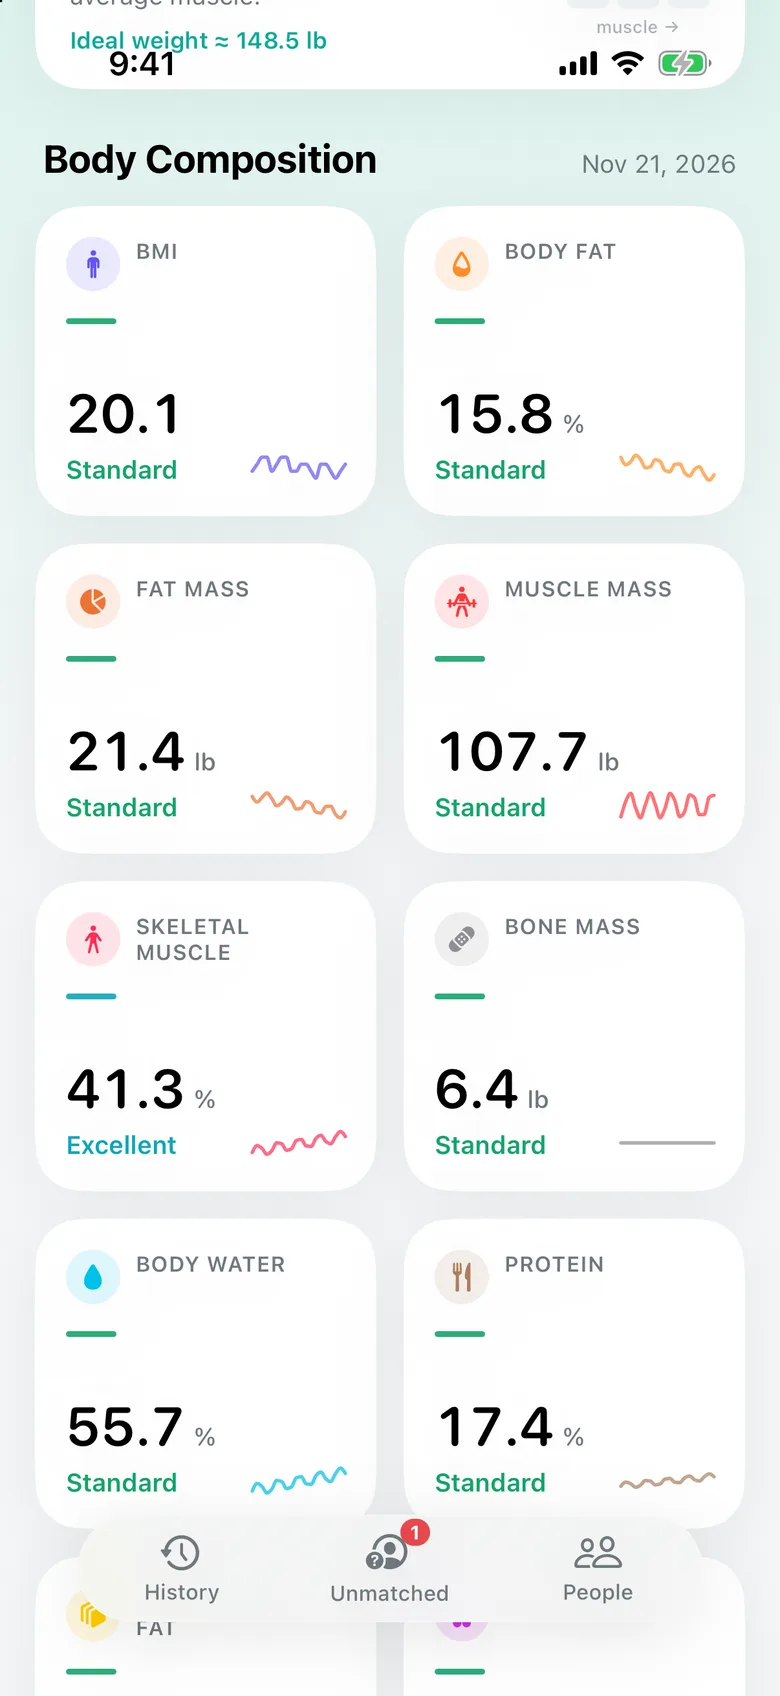 average muscle.
muscle →
Ideal weight ≈ 148.5 lb
9:41
Body Composition
Nov 21, 2026
BMI
20.1
Standard
BODY FAT
15.8 %
Standard
FAT MASS
21.4 lb
Standard
MUSCLE MASS
107.7 lb
Standard
SKELETAL
MUSCLE
41.3 %
Excellent
BONE MASS
6.4 lb
Standard
BODY WATER
55.7 %
Standard
PROTEIN
17.4 %
Standard
1
?
History
Unmatched
People
FAT